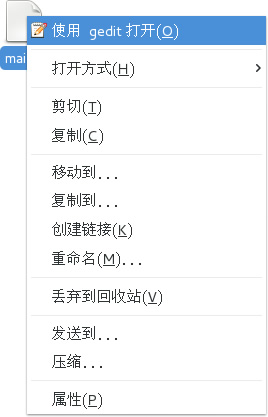 mai
使用 gedit 打开(O)
打开方式(H)
剪切(T)
复制(C)
移动到...
复制到...
创建链接(K)
重命名(M)...
丢弃到回收站(V)
发送到...
压缩...
属性(P)